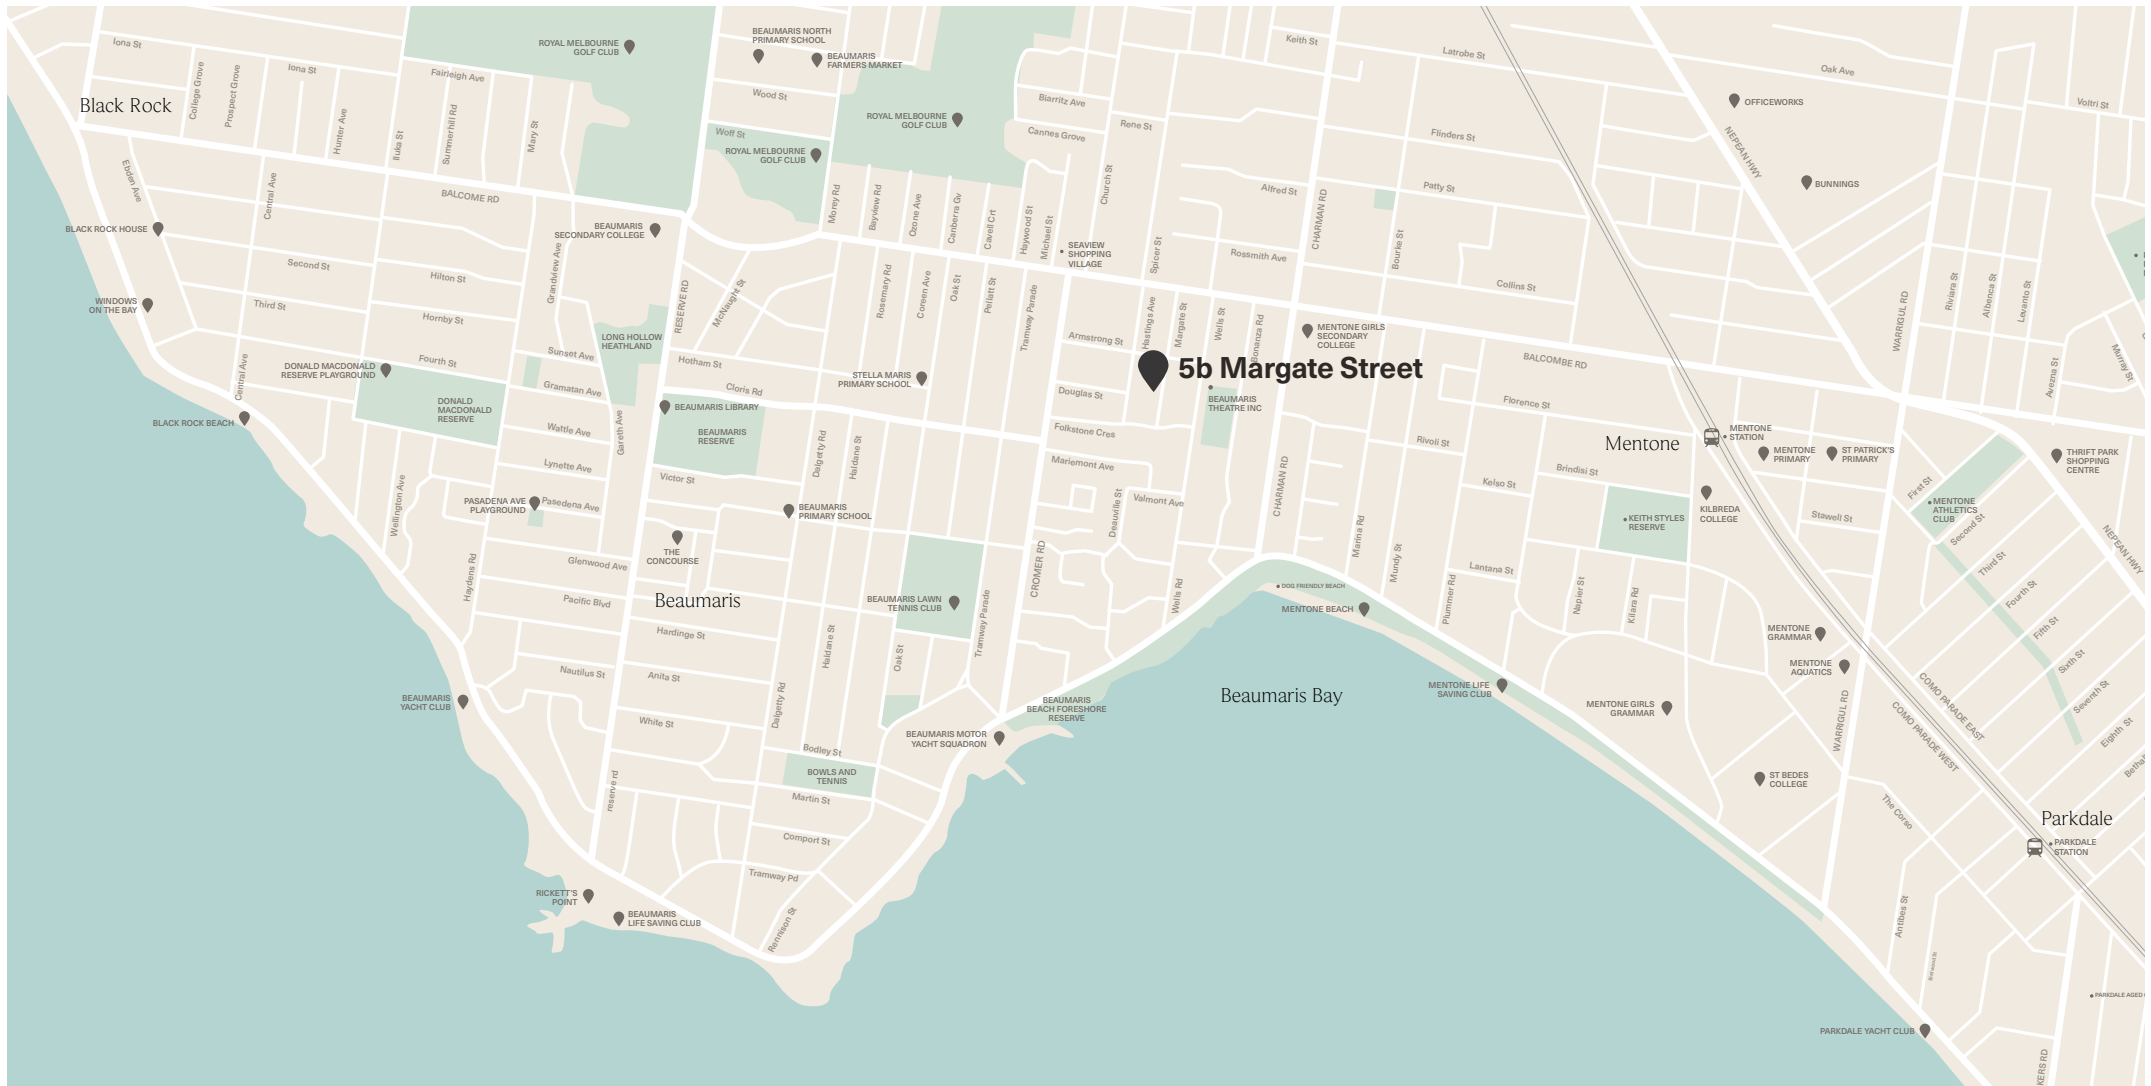 Iona St
College Grove
Prospect Grove
Iona St
Hunter Ave
Iluka St
Fairleigh Ave
Summerhill Rd
Mary St
ROYAL MELBOURNE
GOLF CLUB
BEAUMARIS NORTH
PRIMARY SCHOOL
BEAUMARIS
FARMERS MARKET
Wood St
Woff St
ROYAL MELBOURNE
GOLF CLUB
ROYAL MELBOURNE
GOLF CLUB
Biarritz Ave
Cannes Grove
Rene St
Church St
Keith St
Latrobe St
Flinders St
Patty St
Alfred St
CHARMAN RD
Bourke St
Rossmith Ave
Collins St
Spicer St
OFFICEWORKS
NEPEAN HWY
BUNNINGS
Oak Ave
Voltri St
Black Rock
Ebden Ave
Central Ave
BALCOME RD
BLACK ROCK HOUSE
BEAUMARIS
SECONDARY COLLEGE
Morey Rd
Bayview Rd
Ozone Ave
Canberra Gv
Cavell Crt
Haywood St
Michael St
SEAVIEW
SHOPPING
VILLAGE
Second St
Hilton St
Grandview Ave
Third St
Hornby St
WINDOWS
ON THE BAY
RESERVE RD
McNaught St
Rosemary Rd
Coreen Ave
Oak St
Pellatt St
Tramway Parade
Armstrong St
Hastings Ave
Margate St
Wells St
Bonanza Rd
MENTONE GIRLS
SECONDARY
COLLEGE
BALCOMBE RD
WARRIGUL RD
Riviara St
Albenca St
Levanto St
Avezna St
Murray St
LONG HOLLOW
HEATHLAND
Sunset Ave
Fourth St
DONALD MACDONALD
RESERVE PLAYGROUND
DONALD
MACDONALD
RESERVE
Gramatan Ave
Hotham St
Cloris Rd
STELLA MARIS
PRIMARY SCHOOL
Douglas St
5b Margate Street
BEAUMARIS
THEATRE INC
Florence St
Central Ave
BLACK ROCK BEACH
BEAUMARIS LIBRARY
BEAUMARIS
RESERVE
Wattle Ave
Gareth Ave
Lynette Ave
Dalgetty Rd
Haldane St
Folkstone Cres
Mariemont Ave
Valmont Ave
Deauville St
CHARMAN RD
Rivoli St
Kelso St
Brindisi St
Mentone
MENTONE
STATION
MENTONE
PRIMARY
ST PATRICK'S
PRIMARY
THRIFT PARK
SHOPPING
CENTRE
Wellington Ave
PASADENA AVE
PLAYGROUND
Pasedena Ave
Victor St
BEAUMARIS
PRIMARY SCHOOL
THE
CONCOURSE
KEITH STYLES
RESERVE
KILBREDA
COLLEGE
Stawell St
First St
MENTONE
ATHLETICS
CLUB
Second St
Third St
Fourth St
Fifth St
Sixth St
Seventh St
Eighth St
NEPEAN HWY
Haydens Rd
Glenwood Ave
Pacific Blvd
Beaumaris
Hardinge St
Nautilus St
Anita St
White St
BEAUMARIS LAWN
TENNIS CLUB
CROMER RD
Tramway Parade
Wells Rd
Marina Rd
Mundy St
DOG FRIENDLY BEACH
MENTONE BEACH
Plummer Rd
Lantana St
Napier St
Kilara Rd
MENTONE
GRAMMAR
MENTONE
AQUATICS
Haldane St
Oak St
Dalgetty Rd
BEAUMARIS
YACHT CLUB
BEAUMARIS
BEACH FORESHORE
RESERVE
BEAUMARIS MOTOR
YACHT SQUADRON
Beaumaris Bay
MENTONE LIFE
SAVING CLUB
MENTONE GIRLS
GRAMMAR
WARRIGUL RD
COMO PARADE EAST
COMO PARADE WEST
reserve rd
Bodley St
BOWLS AND
TENNIS
Martin St
Comport St
Tramway Pd
Rennison St
ST BEDES
COLLEGE
The Corso
Parkdale
PARKDALE
STATION
RICKETT'S
POINT
BEAUMARIS
LIFE SAVING CLUB
Antibes St
PARKDALE AGED
PARKDALE YACHT CLUB